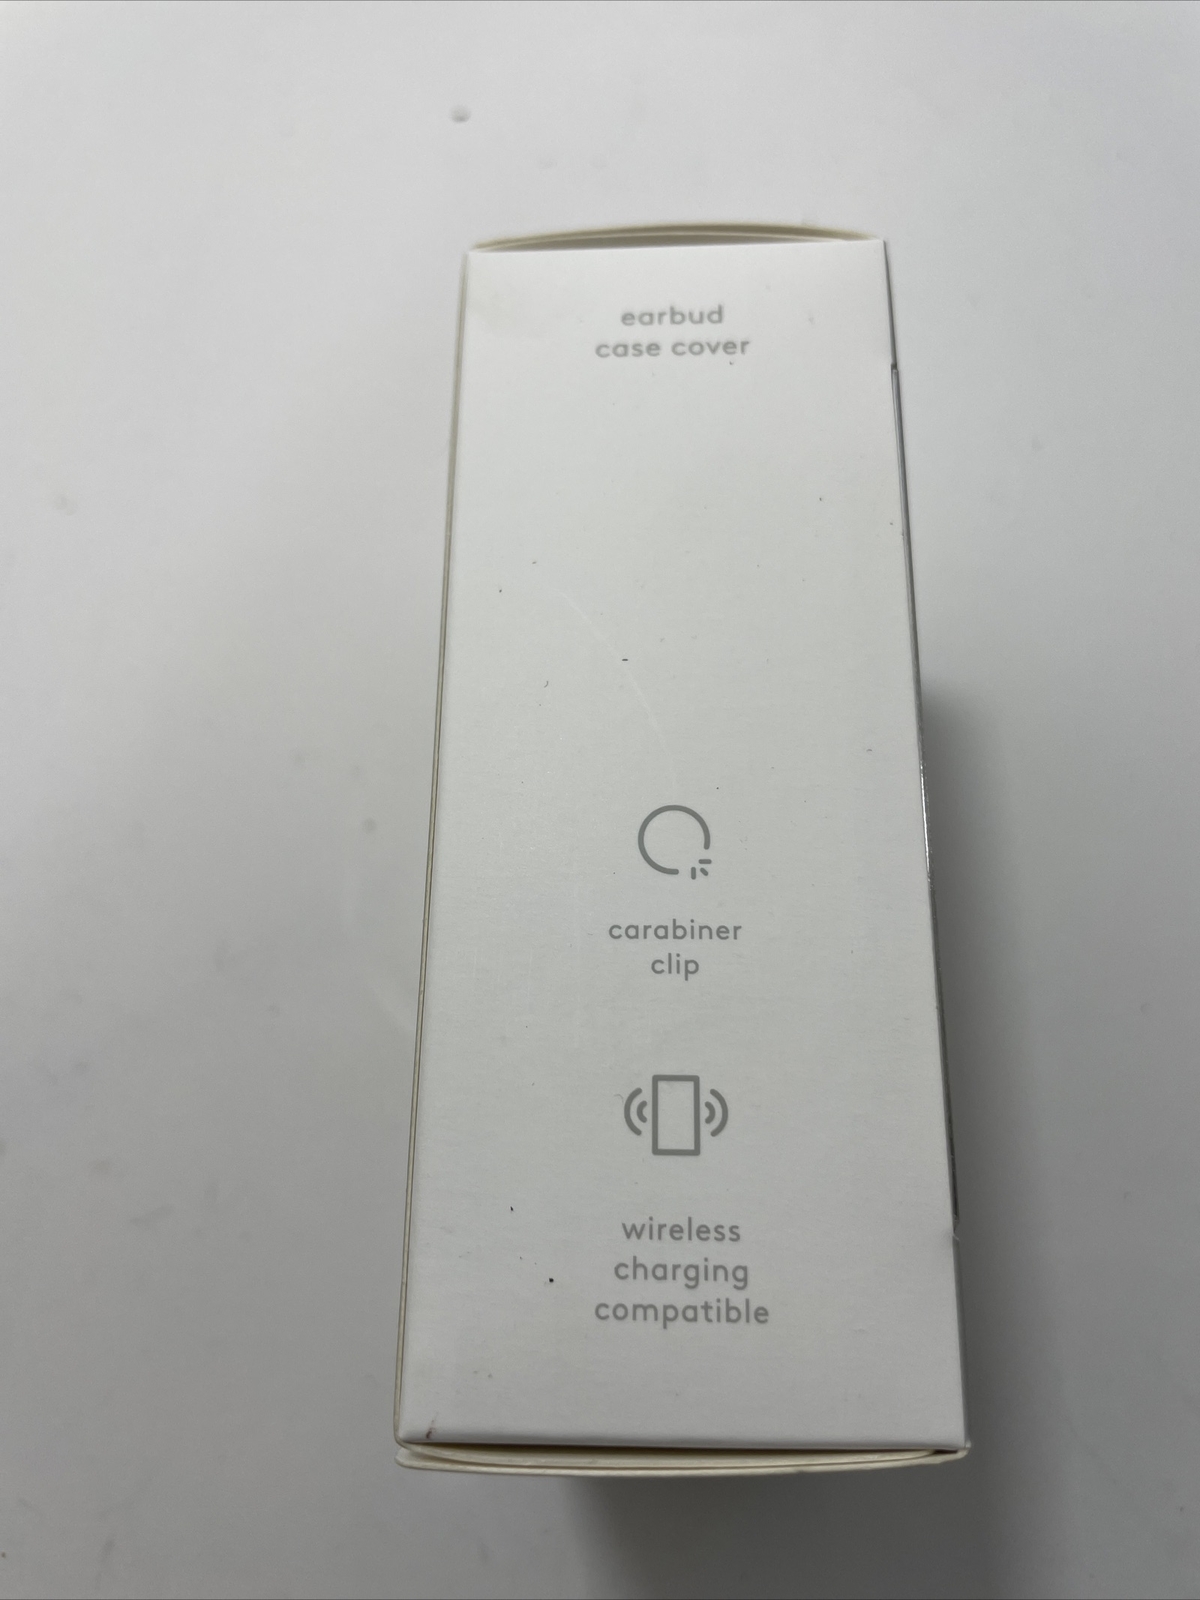 earbud
case cover
carabiner
clip
wireless
charging
compatible